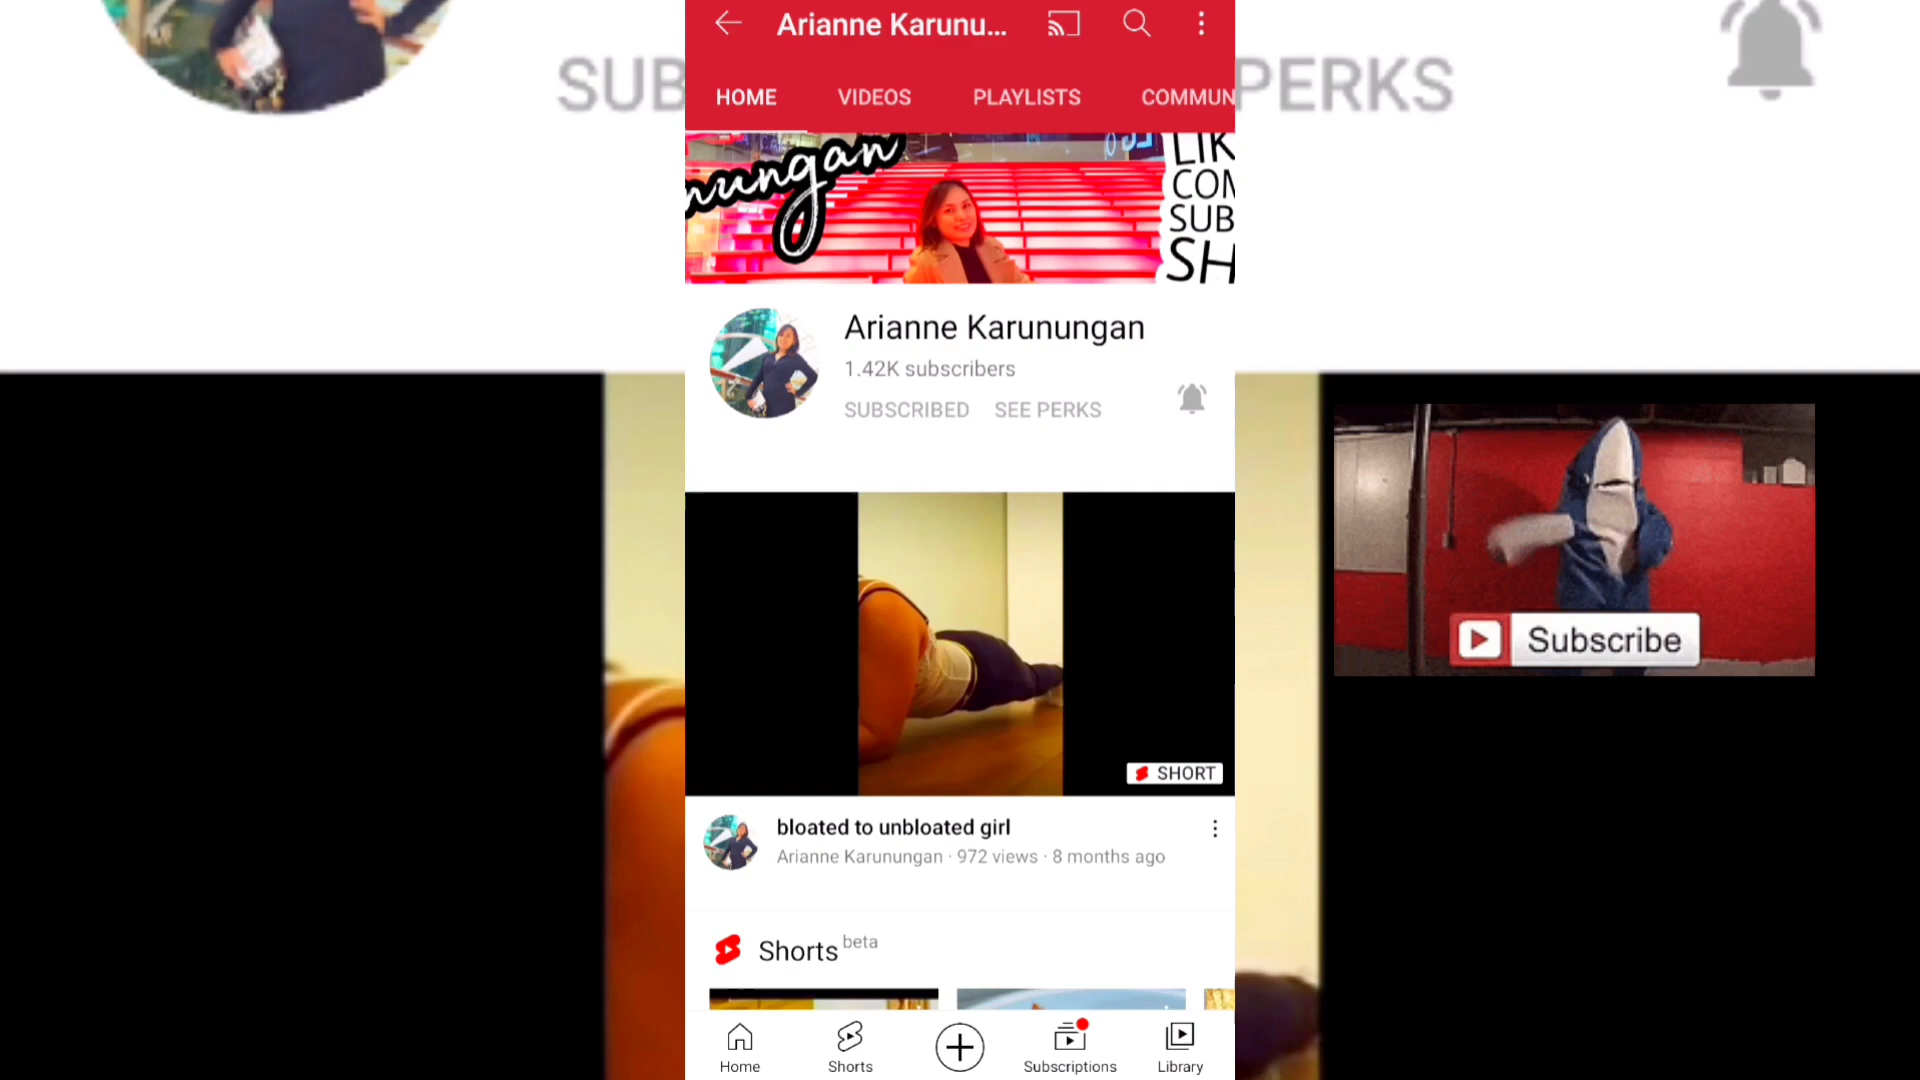 Arianne Karunu...
HOME VIDEOS PLAYLISTS COMMUN
nungan
LIK
COM
SUB
SH
Arianne Karunungan
1.42K subscribers
SUBSCRIBED SEE PERKS
SUB
PERKS
Subscribe
SHORT
bloated to unbloated girl
Arianne Karunungan · 972 views · 8 months ago
Shorts beta
Home Shorts Subscriptions Library